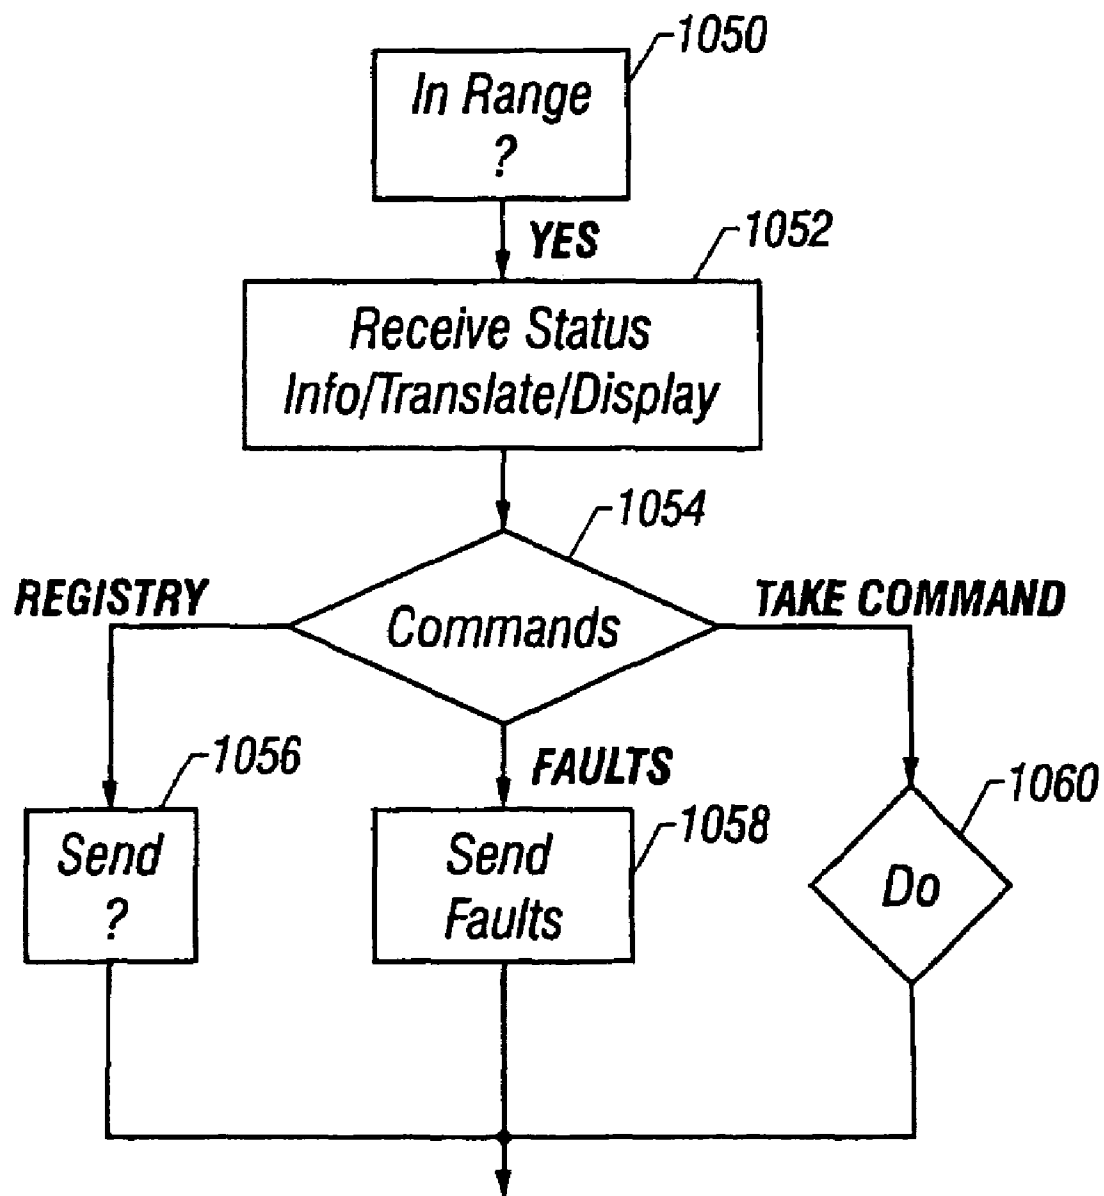 1050
In Range
?
YES
1052
Receive Status
Info/Translate/Display
1054
REGISTRY
Commands
TAKE COMMAND
1056
FAULTS
1058
1060
Send
?
Send
Faults
Do